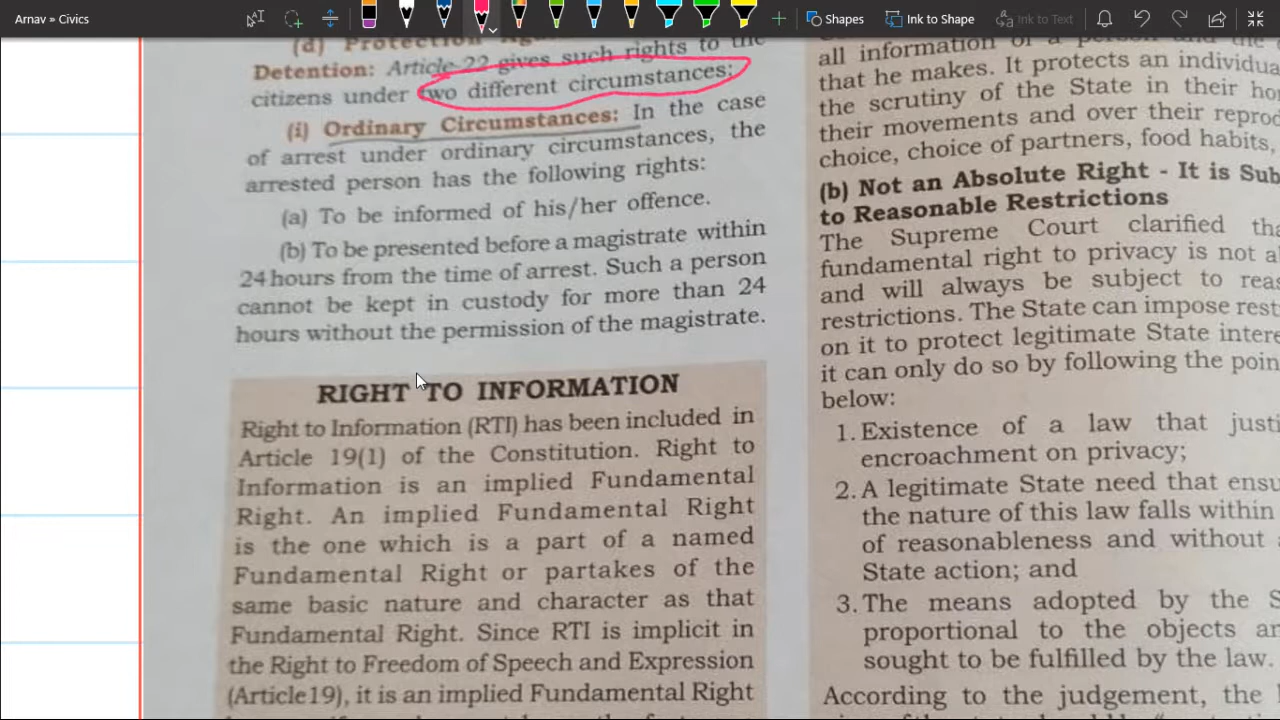 Arnav » Civics
Shapes
Ink to Shape
Ink to Text
(d) Protection
Detention: Article 22 gives such rights to the
citizens under two different circumstances:
(i) Ordinary Circumstances: In the case
of arrest under ordinary circumstances, the
arrested person has the following rights:
(a) To be informed of his/her offence.
(b) To be presented before a magistrate within
24 hours from the time of arrest. Such a person
cannot be kept in custody for more than 24
hours without the permission of the magistrate.
RIGHT TO INFORMATION
Right to Information (RTI) has been included in
Article 19(1) of the Constitution. Right to
Information is an implied Fundamental
Right. An implied Fundamental Right
is the one which is a part of a named
Fundamental Right or partakes of the
same basic nature and character as that
Fundamental Right. Since RTI is implicit in
the Right to Freedom of Speech and Expression
(Article19), it is an implied Fundamental Right
all information of a person and the
that he makes. It protects an individua
the scrutiny of the State in their ho
their movements and over their reprod
choice, choice of partners, food habits,
(b) Not an Absolute Right - It is Sub
to Reasonable Restrictions
The Supreme Court clarified tha
fundamental right to privacy is not a
and will always be subject to reas
restrictions. The State can impose rest
on it to protect legitimate State intere
it can only do so by following the poin
below:
1. Existence of a law that justi
encroachment on privacy;
2. A legitimate State need that ensu
the nature of this law falls within
of reasonableness and without
State action; and
3. The means adopted by the S
proportional to the objects an
sought to be fulfilled by the law.
According to the judgement, the